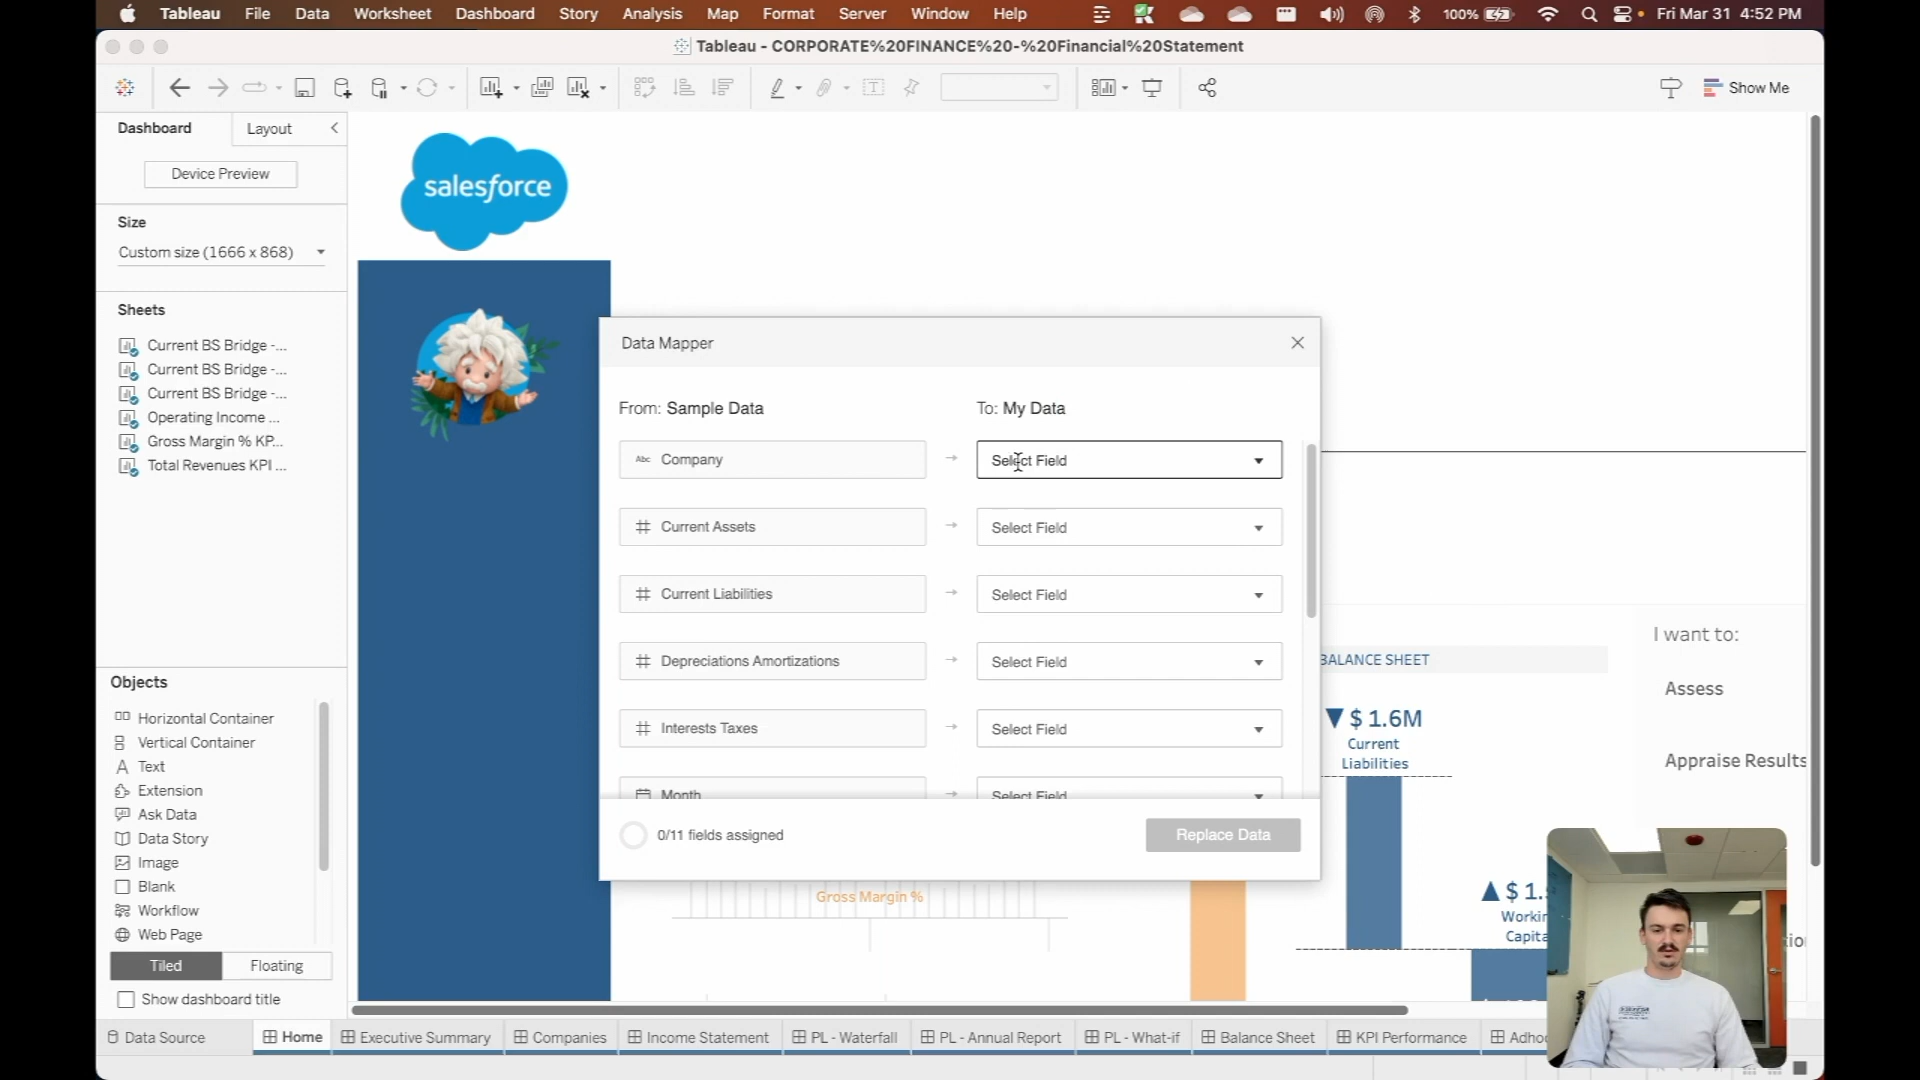 Tableau File Data Worksheet Dashboard Story Analysis Map Format Server Window Help 100% Fri Mar 31 4:52 PM
Tableau - CORPORATE%20FINANCE%20-%20Financial%20Statement
Show Me
Dashboard Layout
Device Preview
Size
Custom size (1666 x 868)
Sheets
Current BS Bridge -...
Current BS Bridge -...
Current BS Bridge -...
Operating Income ...
Gross Margin % KP...
Total Revenues KPI ...
Objects
Horizontal Container
Vertical Container
Text
Extension
Ask Data
Data Story
Image
Blank
Workflow
Web Page
Tiled Floating
Show dashboard title
salesforce
Data Mapper
From: Sample Data To: My Data
Abc Company → Select Field
# Current Assets → Select Field
# Current Liabilities → Select Field
# Depreciations Amortizations → Select Field
# Interests Taxes → Select Field
Month → Select Field
0/11 fields assigned Replace Data
Gross Margin %
BALANCE SHEET
▼ $ 1.6M
Current
Liabilities
▲ $ 1.
Workin
Capita
I want to:
Assess
Appraise Results
Data Source Home Executive Summary Companies Income Statement PL - Waterfall PL - Annual Report PL - What-if Balance Sheet KPI Performance Adho